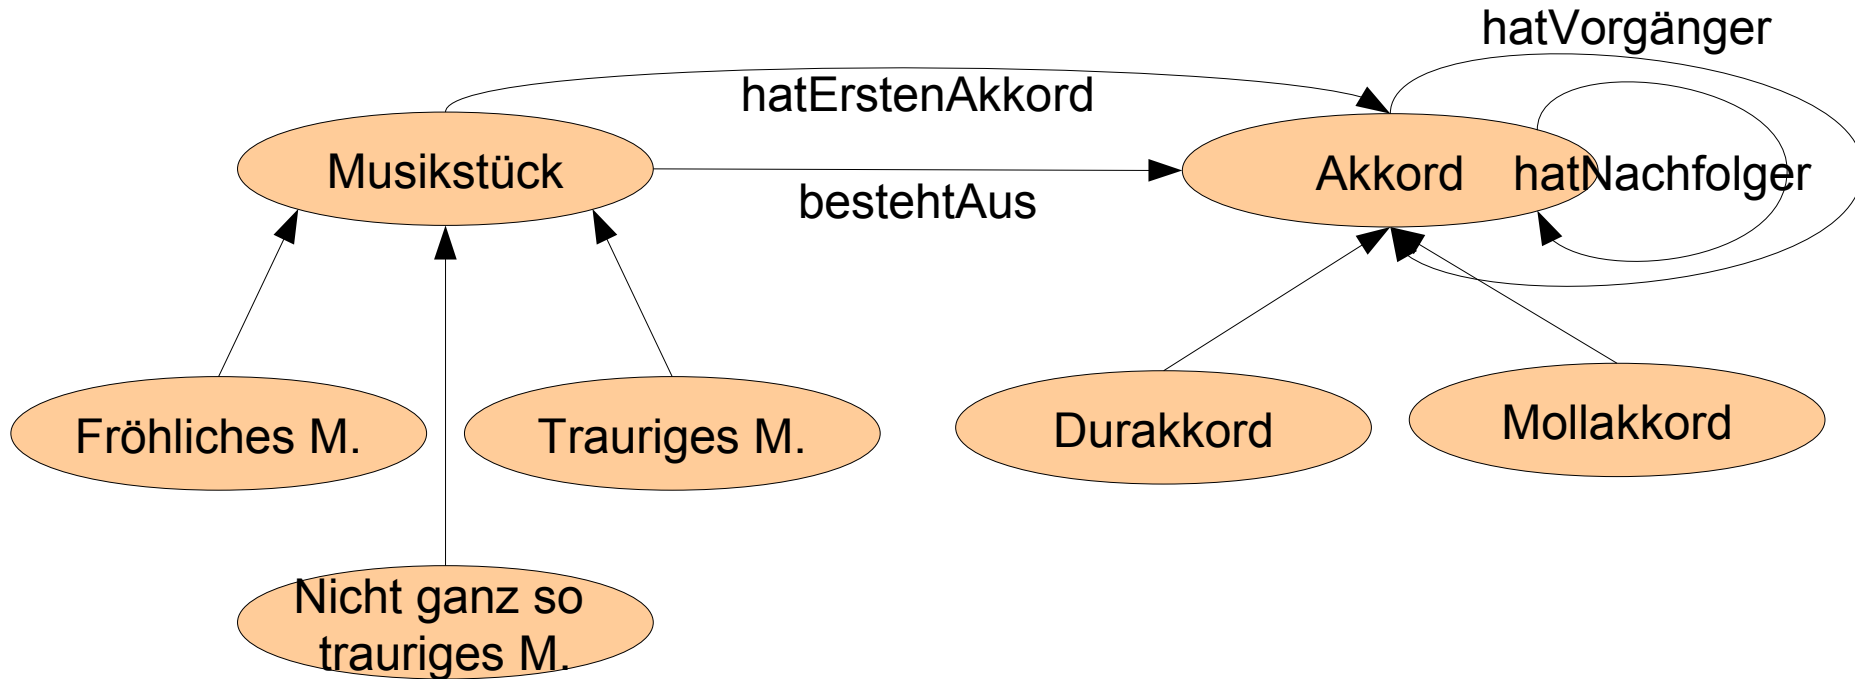 hatVorgänger
hatErstenAkkord
Musikstück
Akkord
hatNachfolger
bestehtAus
Fröhliches M.
Trauriges M.
Durakkord
Mollakkord
Nicht ganz so
trauriges M.